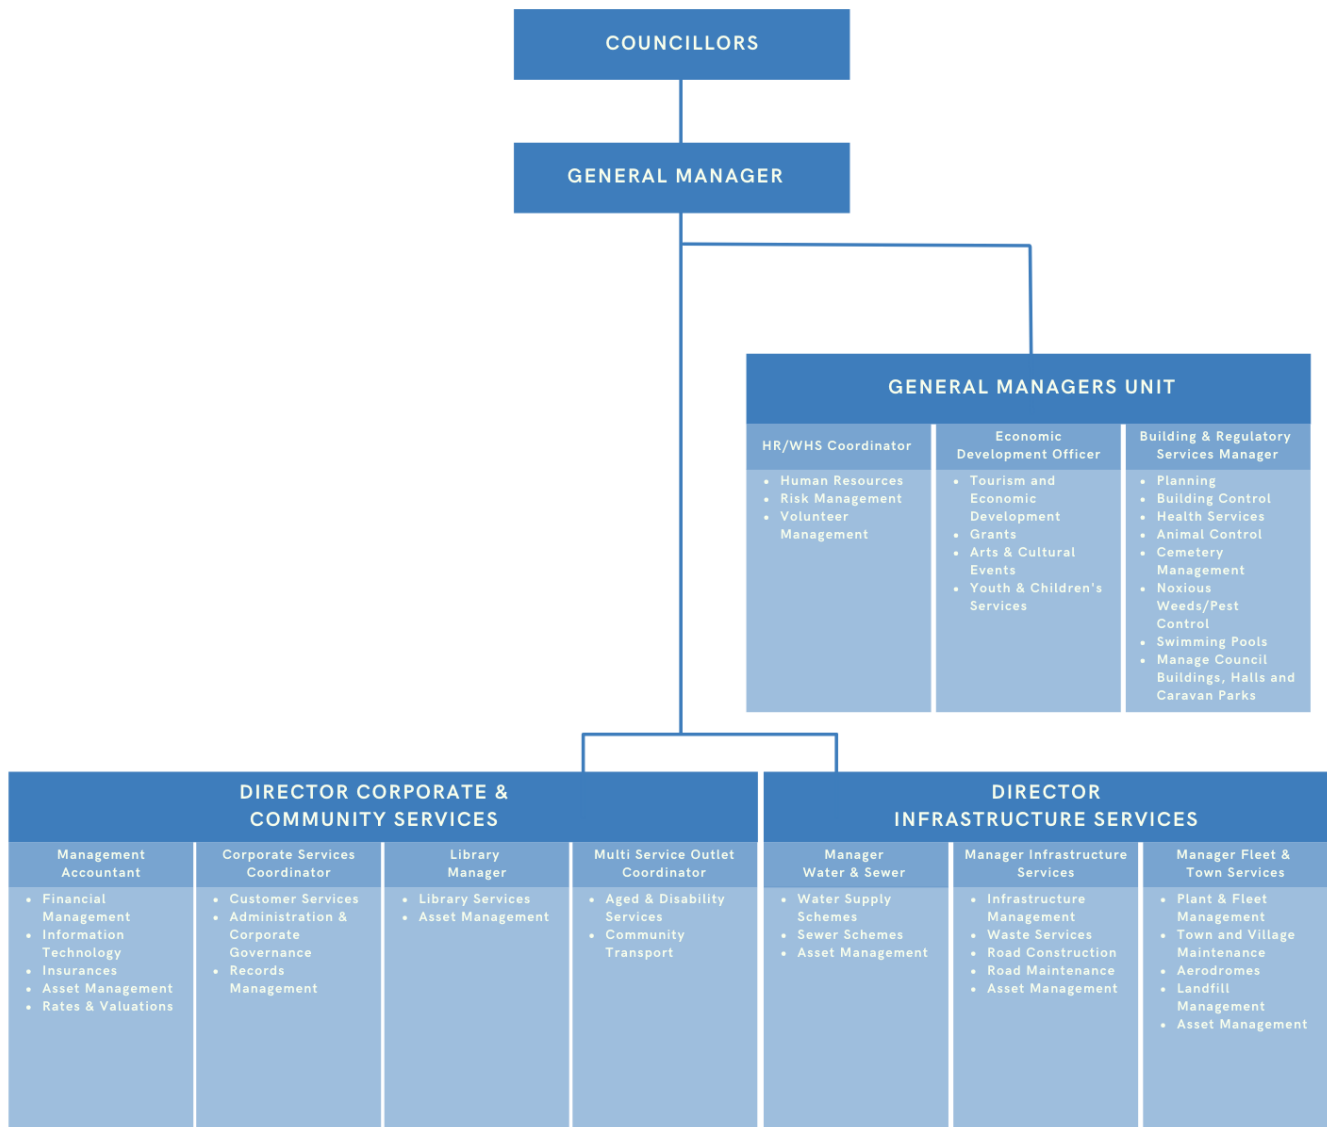 COUNCILLORS
GENERAL MANAGER
GENERAL MANAGERS UNIT
HR/WHS Coordinator
• Human Resources
• Risk Management
• Volunteer
Management
Economic
Development Officer
• Tourism and
Economic
Development
• Grants
• Arts & Cultural
Events
• Youth & Children's
Services
Building & Regulatory
Services Manager
• Planning
• Building Control
• Health Services
• Animal Control
• Cemetery
Management
• Noxious
Weeds/Pest
Control
• Swimming Pools
• Manage Council
Buildings, Halls and
Caravan Parks
DIRECTOR CORPORATE &
COMMUNITY SERVICES
Management
Accountant
• Financial
Management
• Information
Technology
• Insurances
• Asset Management
• Rates & Valuations
Corporate Services
Coordinator
• Customer Services
• Administration &
Corporate
Governance
• Records
Management
Library
Manager
• Library Services
• Asset Management
Multi Service Outlet
Coordinator
• Aged & Disability
Services
• Community
Transport
DIRECTOR
INFRASTRUCTURE SERVICES
Manager
Water & Sewer
• Water Supply
Schemes
• Sewer Schemes
• Asset Management
Manager Infrastructure
Services
• Infrastructure
Management
• Waste Services
• Road Construction
• Road Maintenance
• Asset Management
Manager Fleet &
Town Services
• Plant & Fleet
Management
• Town and Village
Maintenance
• Aerodromes
• Landfill
Management
• Asset Management